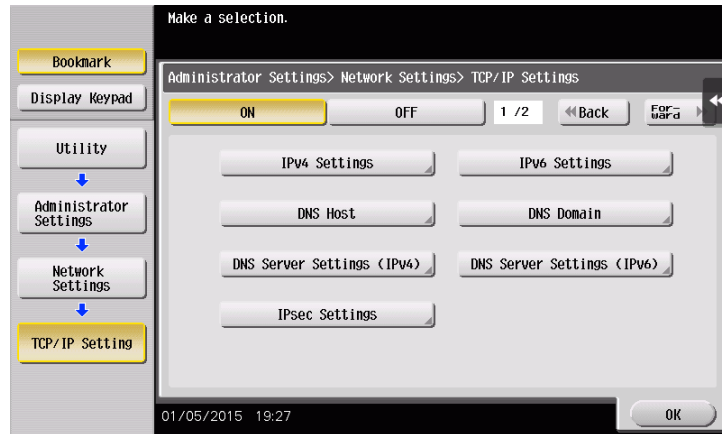 Make a selection.
Bookmark
Display Keypad
Utility
Administrator
Settings
Network
Settings
TCP/IP Setting
Administrator Settings> Network Settings> TCP/IP Settings
ON
OFF
1 /2
Back
For-
ward
IPv4 Settings
IPv6 Settings
DNS Host
DNS Domain
DNS Server Settings (IPv4)
DNS Server Settings (IPv6)
IPsec Settings
01/05/2015 19:27
OK